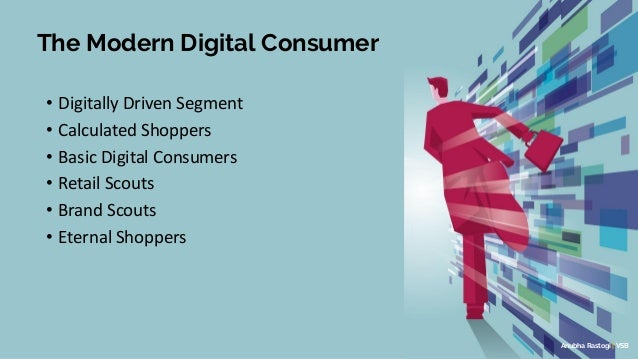 The Modern Digital Consumer
• Digitally Driven Segment
• Calculated Shoppers
• Basic Digital Consumers
• Retail Scouts
• Brand Scouts
• Eternal Shoppers
Anubha Rastogi VSB